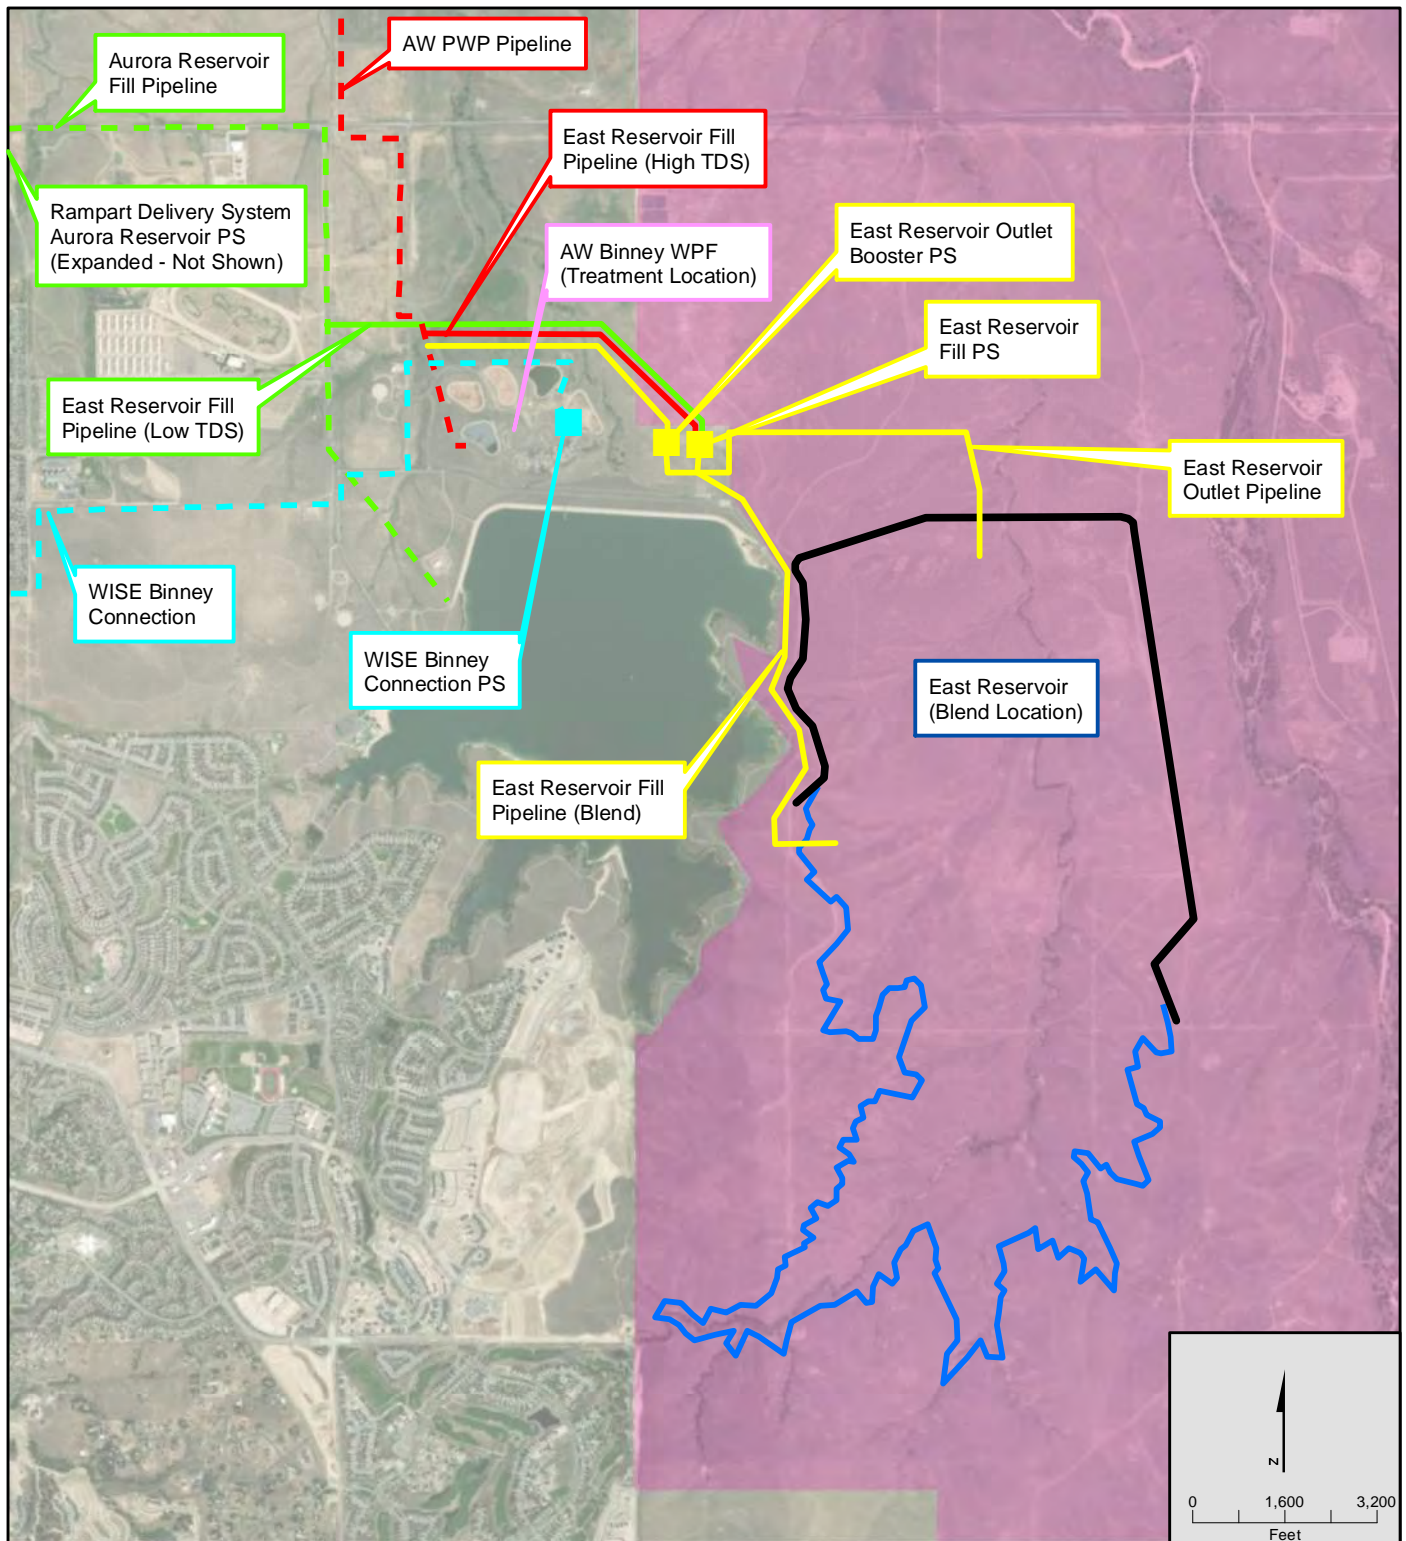 AW PWP Pipeline
Aurora Reservoir
Fill Pipeline
East Reservoir Fill
Pipeline (High TDS)
Rampart Delivery System
Aurora Reservoir PS
(Expanded - Not Shown)
AW Binney WPF
(Treatment Location)
East Reservoir Outlet
Booster PS
East Reservoir
Fill PS
East Reservoir Fill
Pipeline (Low TDS)
East Reservoir
Outlet Pipeline
WISE Binney
Connection
WISE Binney
Connection PS
East Reservoir
(Blend Location)
East Reservoir Fill
Pipeline (Blend)
N
0 1,600 3,200
Feet